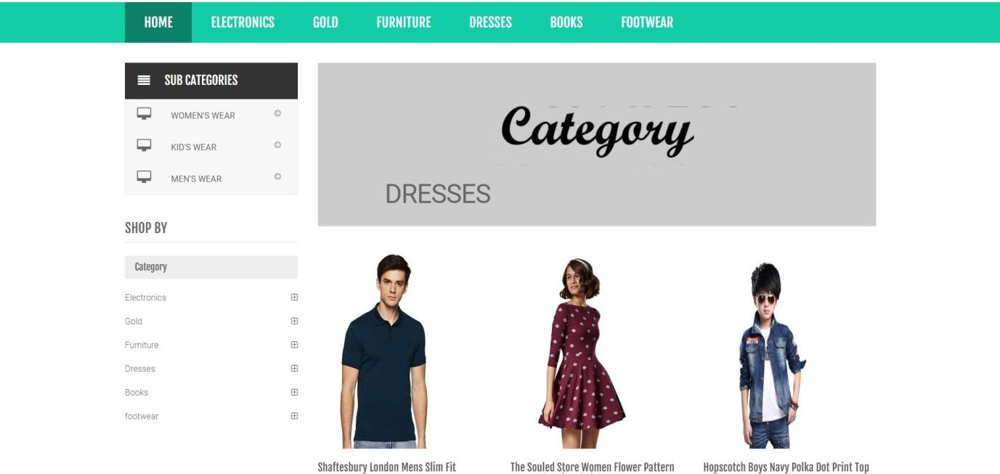 HOME ELECTRONICS GOLD FURNITURE DRESSES BOOKS FOOTWEAR
SUB CATEGORIES
WOMEN'S WEAR
KID'S WEAR
MEN'S WEAR
SHOP BY
Category
Electronics
Gold
Furniture
Dresses
Books
footwear
Category
DRESSES
Shaftesbury London Mens Slim Fit
The Souled Store Women Flower Pattern
Hopscotch Boys Navy Polka Dot Print Top